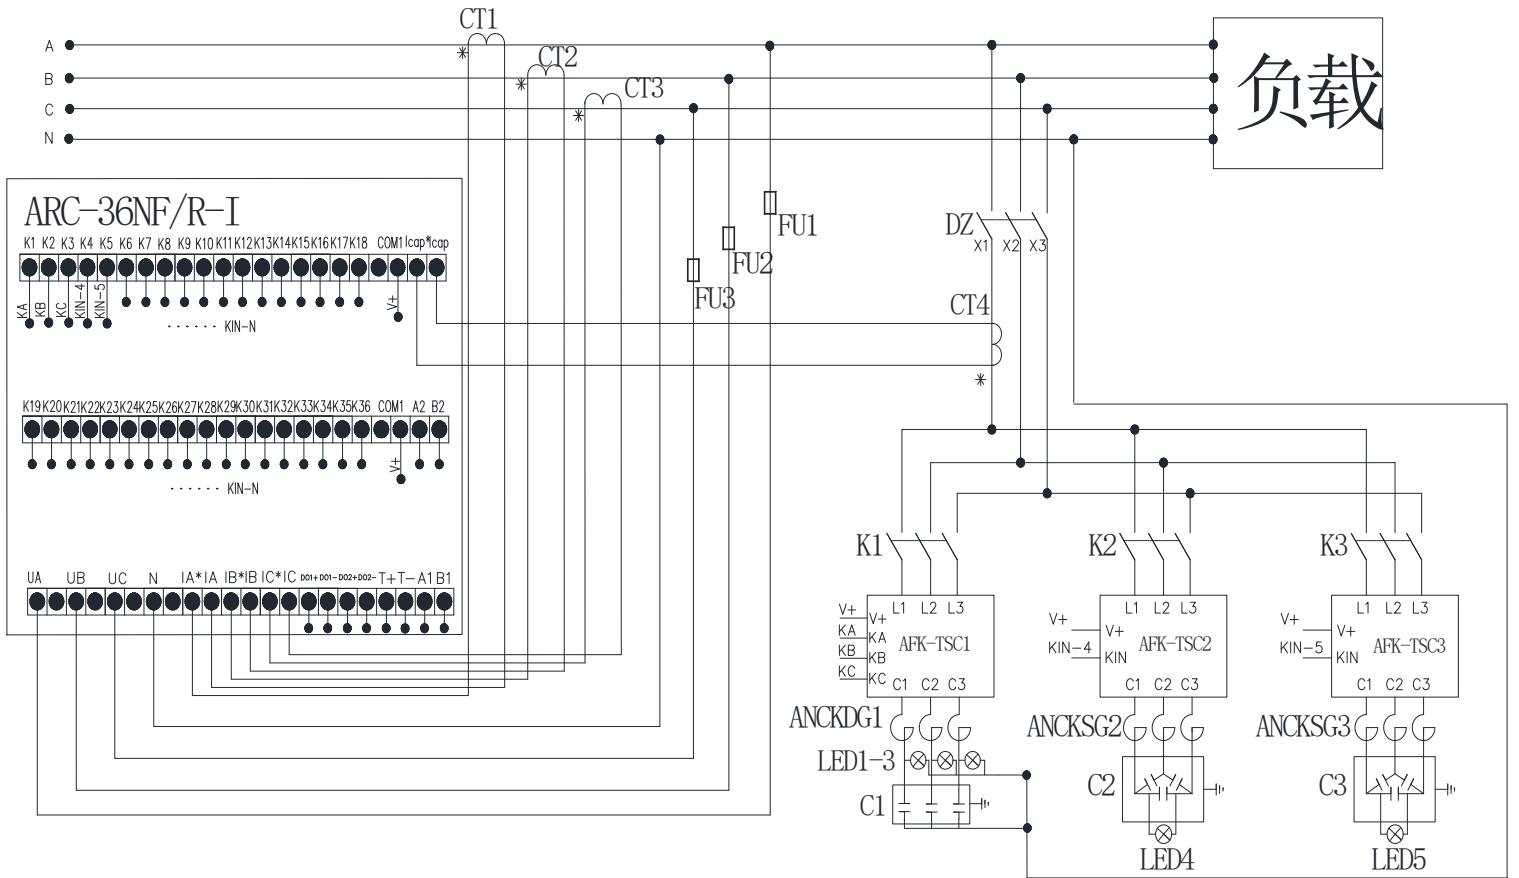 CT1
A
CT2
B
CT3
C
N
负载
ARC-36NF/R-I
K1 K2 K3 K4 K5 K6 K7 K8 K9 K10 K11 K12 K13 K14 K15 K16 K17 K18 COM1 Icap* Icap
KA KB KC KIN-4 KIN-5 V+
······ KIN-N
FU1
FU2
FU3
DZ
X1 X2 X3
CT4
K19 K20 K21 K22 K23 K24 K25 K26 K27 K28 K29 K30 K31 K32 K33 K34 K35 K36 COM1 A2 B2
V+
······ KIN-N
UA UB UC N IA* IA IB* IB IC* IC DO1+ DO1- DO2+ DO2- T+ T- A1 B1
K1 K2 K3
L1 L2 L3
V+ V+
KA KA
KB KB
KC KC
AFK-TSC1
C1 C2 C3
L1 L2 L3
V+ V+
KIN-4 KIN
AFK-TSC2
C1 C2 C3
L1 L2 L3
V+ V+
KIN-5 KIN
AFK-TSC3
C1 C2 C3
ANCKDG1 ANCKSG2 ANCKSG3
LED1-3
C1 C2 C3
LED4 LED5